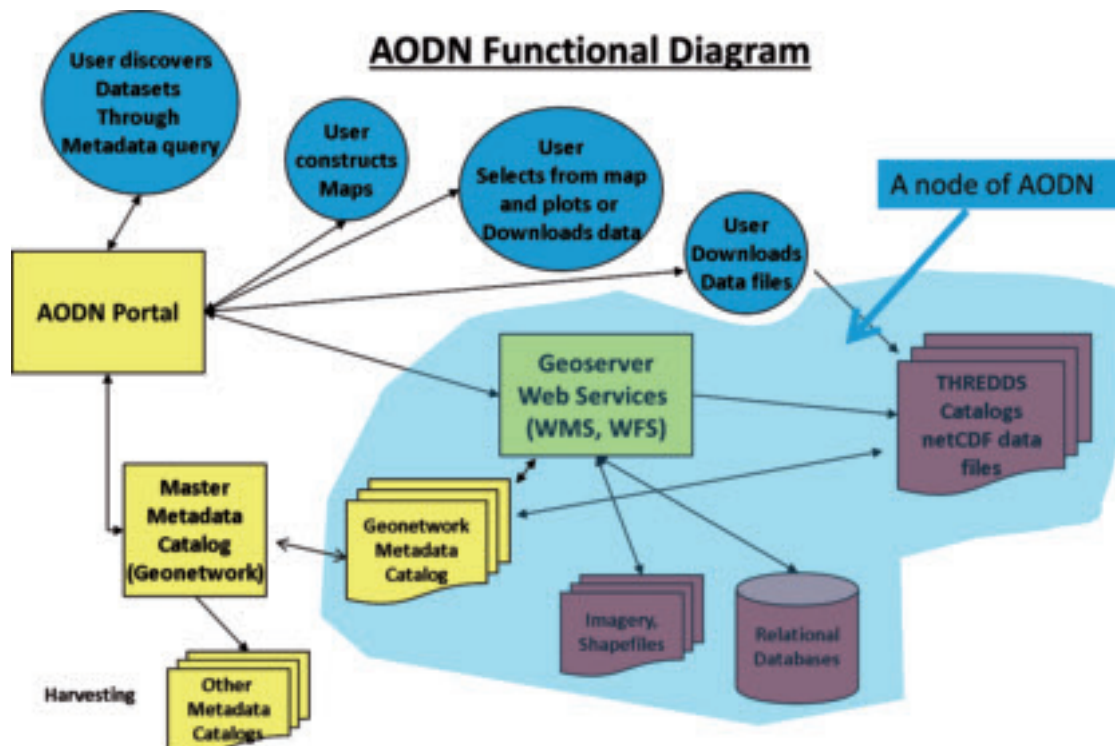 AODN Functional Diagram
User discovers
Datasets
Through
Metadata query
User
constructs
Maps
User
Selects from map
and plots or
Downloads data
User
Downloads
Data files
A node of AODN
AODN Portal
Geoserver
Web Services
(WMS, WFS)
THREDDS
Catalogs
netCDF data
files
Master
Metadata
Catalog
(Geonetwork)
Geonetwork
Metadata
Catalog
Imagery,
Shapefiles
Relational
Databases
Harvesting
Other
Metadata
Catalogs